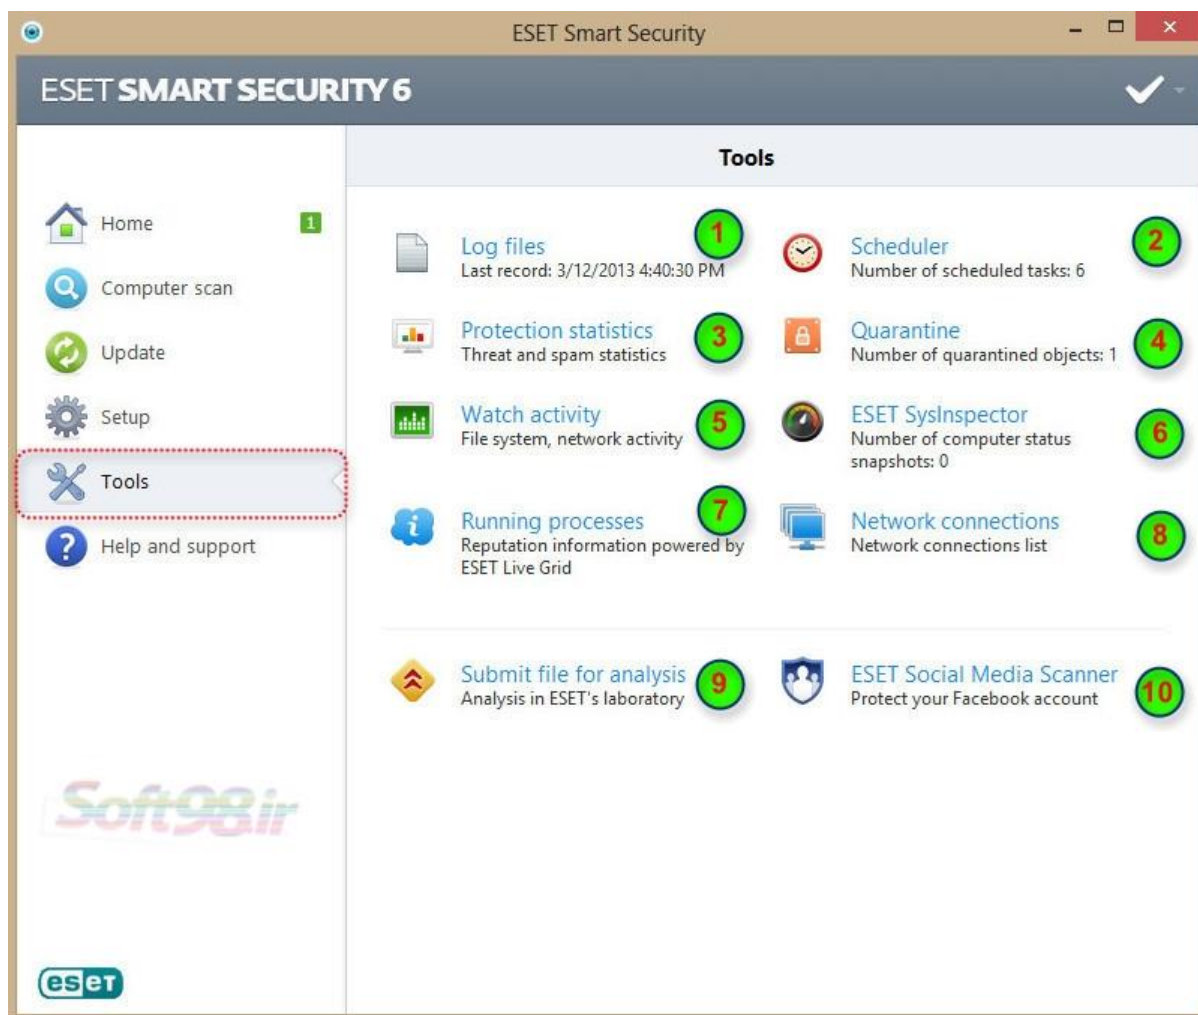 ESET Smart Security
ESET SMART SECURITY 6
Tools
Home 1
Computer scan
Update
Setup
Tools
Help and support
Log files 1
Last record: 3/12/2013 4:40:30 PM
Scheduler 2
Number of scheduled tasks: 6
Protection statistics 3
Threat and spam statistics
Quarantine 4
Number of quarantined objects: 1
Watch activity 5
File system, network activity
ESET SysInspector 6
Number of computer status
snapshots: 0
Running processes 7
Reputation information powered by
ESET Live Grid
Network connections 8
Network connections list
Submit file for analysis 9
Analysis in ESET's laboratory
ESET Social Media Scanner 10
Protect your Facebook account
Soft98.ir
eseT